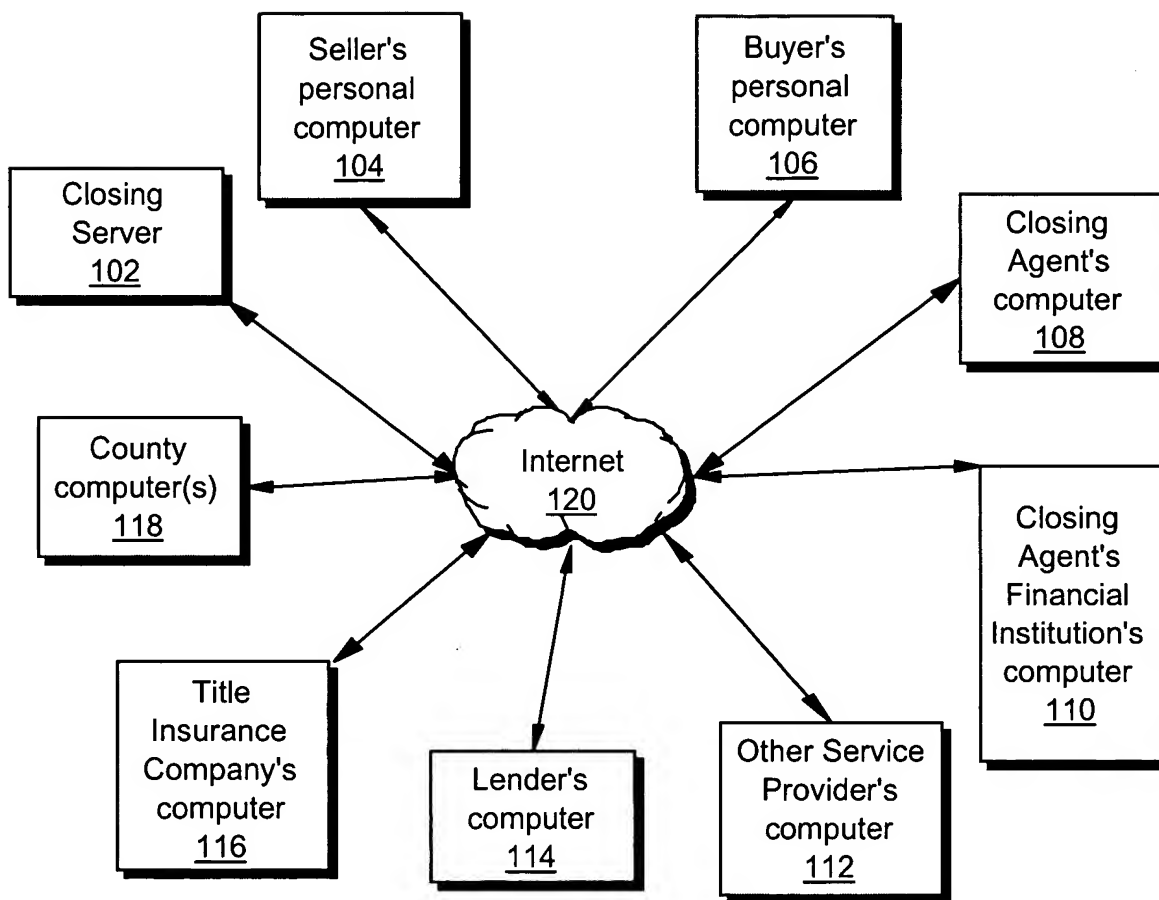 Seller's
personal
computer
104
Buyer's
personal
computer
106
Closing
Server
102
Closing
Agent's
computer
108
County
computer(s)
118
Internet
120
Closing
Agent's
Financial
Institution's
computer
110
Title
Insurance
Company's
computer
116
Lender's
computer
114
Other Service
Provider's
computer
112